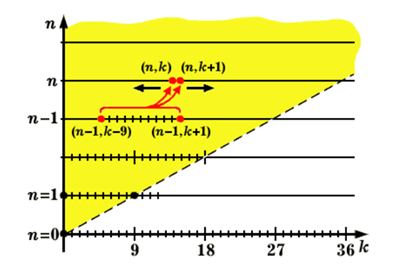 n
(n,k) (n,k+1)
n
n−1
(n−1,k−9) (n−1,k+1)
n=1
n=0
9 18 27 36 k